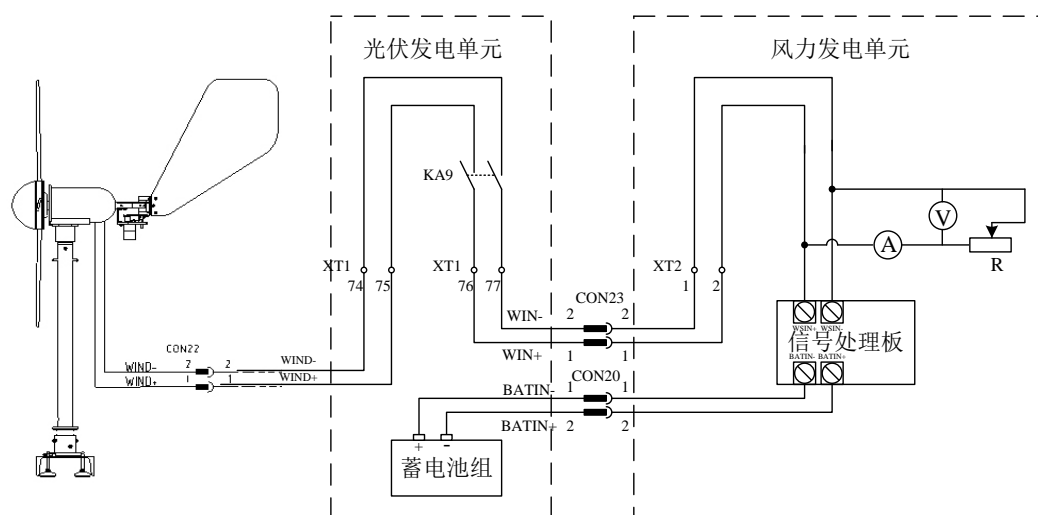 光伏发电单元
风力发电单元
KA9
V
A
R
XT1
74
75
XT1
76
77
XT2
1
2
CON23
WIN-
2
2
WIN+
1
1
WSIN+
WSIN-
信号处理板
BATIN-
BATIN+
CON22
WIND-
2
2
WIND-
WIND+
1
1
WIND+
CON20
BATIN-
1
1
BATIN+
2
2
+
-
蓄电池组